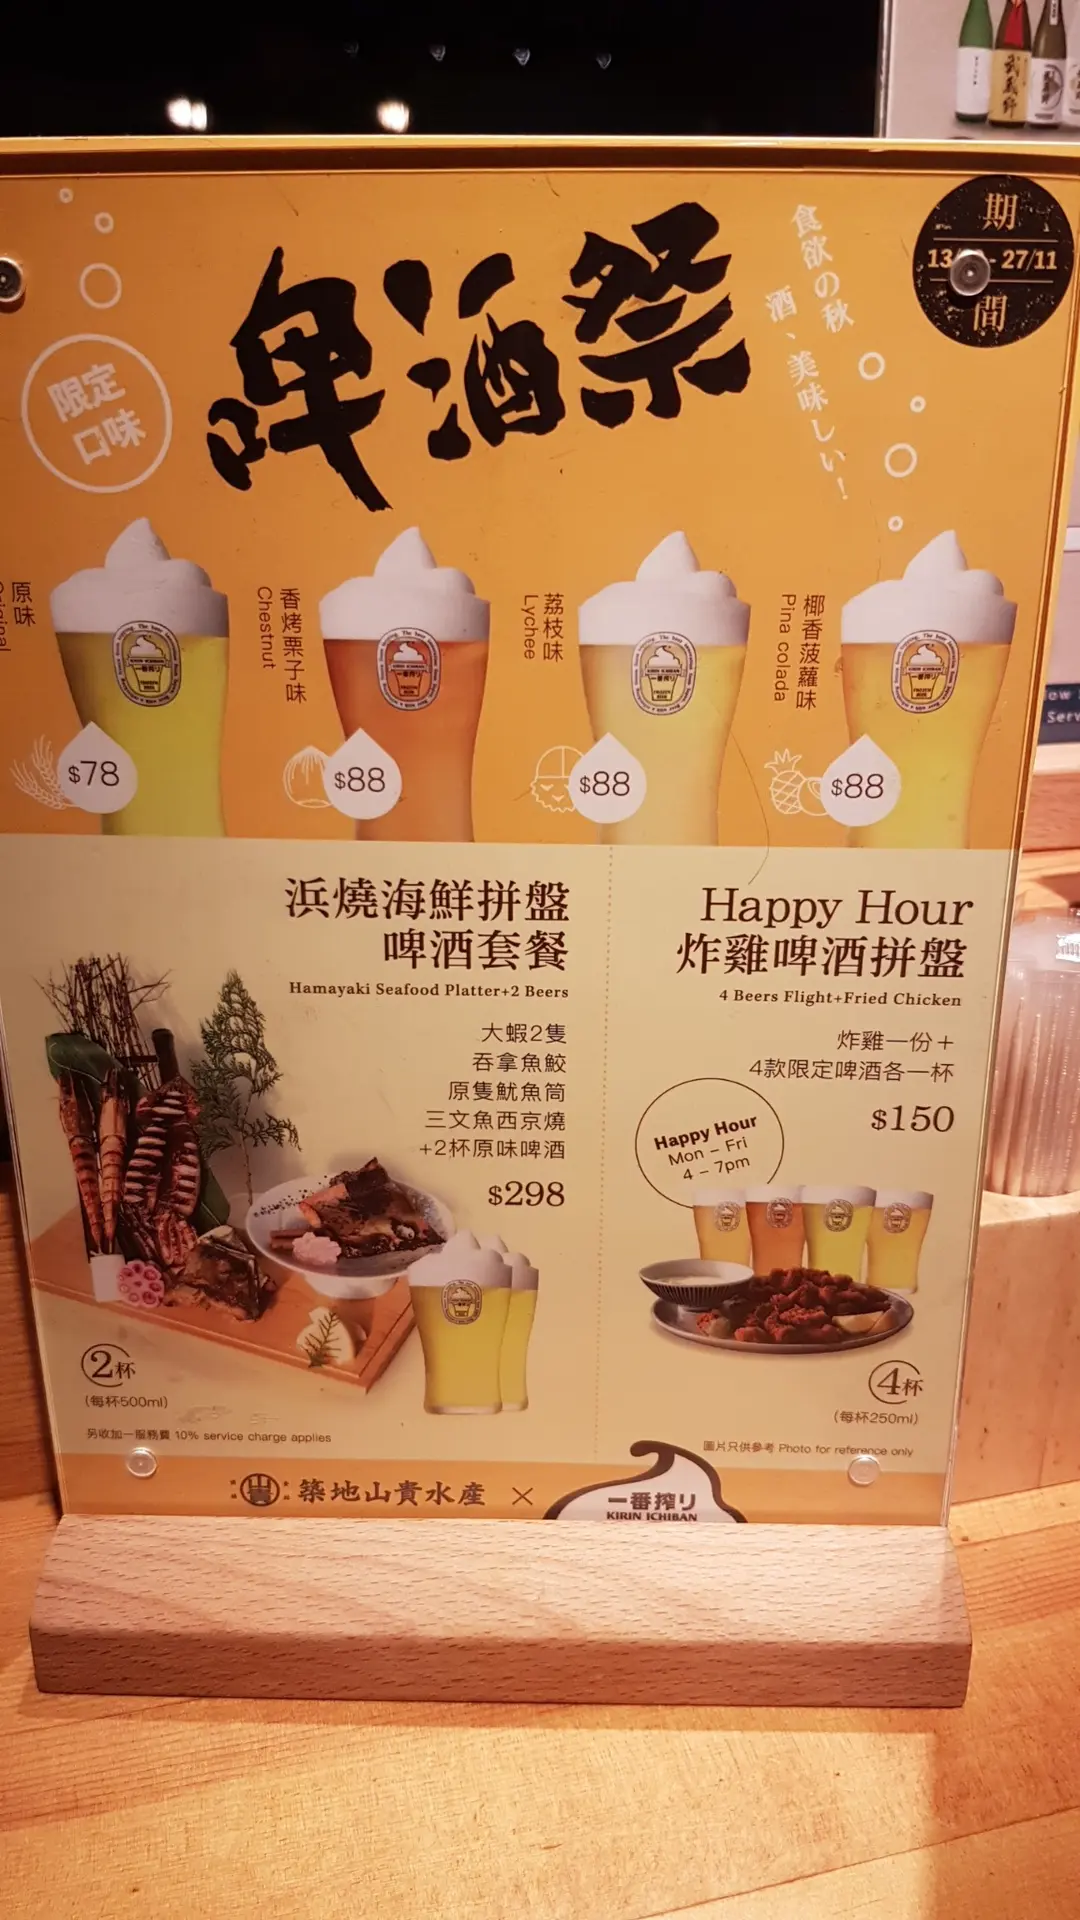 啤酒祭
食欲の秋
酒、美味しい!
期
13/ - 27/11
間
限定
口味
原味
香烤栗子味
Chestnut
荔枝味
Lychee
椰香菠蘿味
Pina colada
$78
$88
$88
$88
浜燒海鮮拼盤
啤酒套餐
Hamayaki Seafood Platter+2 Beers
大蝦2隻
吞拿魚鮫
原隻魷魚筒
三文魚西京燒
+2杯原味啤酒
$298
2杯
(每杯500ml)
另收加一服務費 10% service charge applies
Happy Hour
炸雞啤酒拼盤
4 Beers Flight+Fried Chicken
炸雞一份+
4款限定啤酒各一杯
$150
Happy Hour
Mon - Fri
4 - 7pm
4杯
(每杯250ml)
圖片只供參考 Photo for reference only
築地山貴水産 ×
一番搾り
KIRIN ICHIBAN